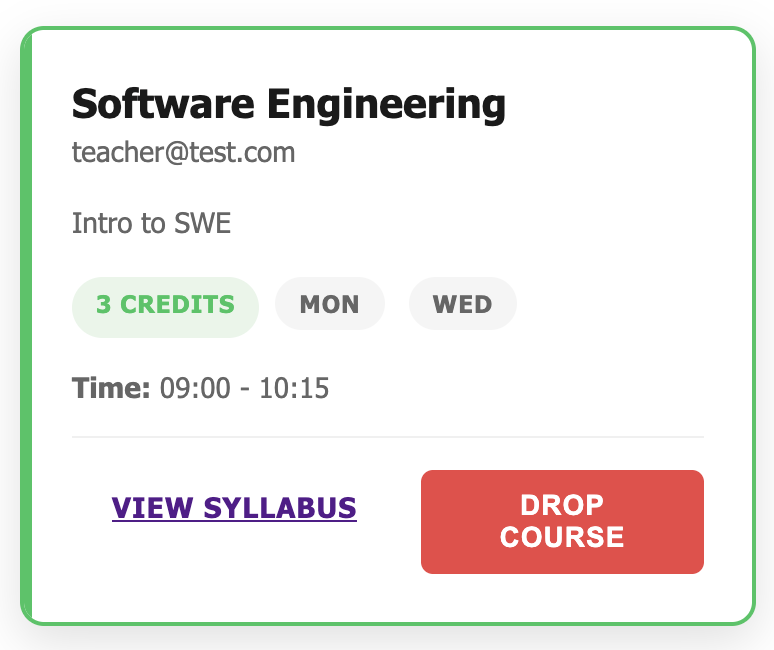 Software Engineering
teacher@test.com
Intro to SWE
3 CREDITS MON WED
Time: 09:00 - 10:15
VIEW SYLLABUS
DROP
COURSE